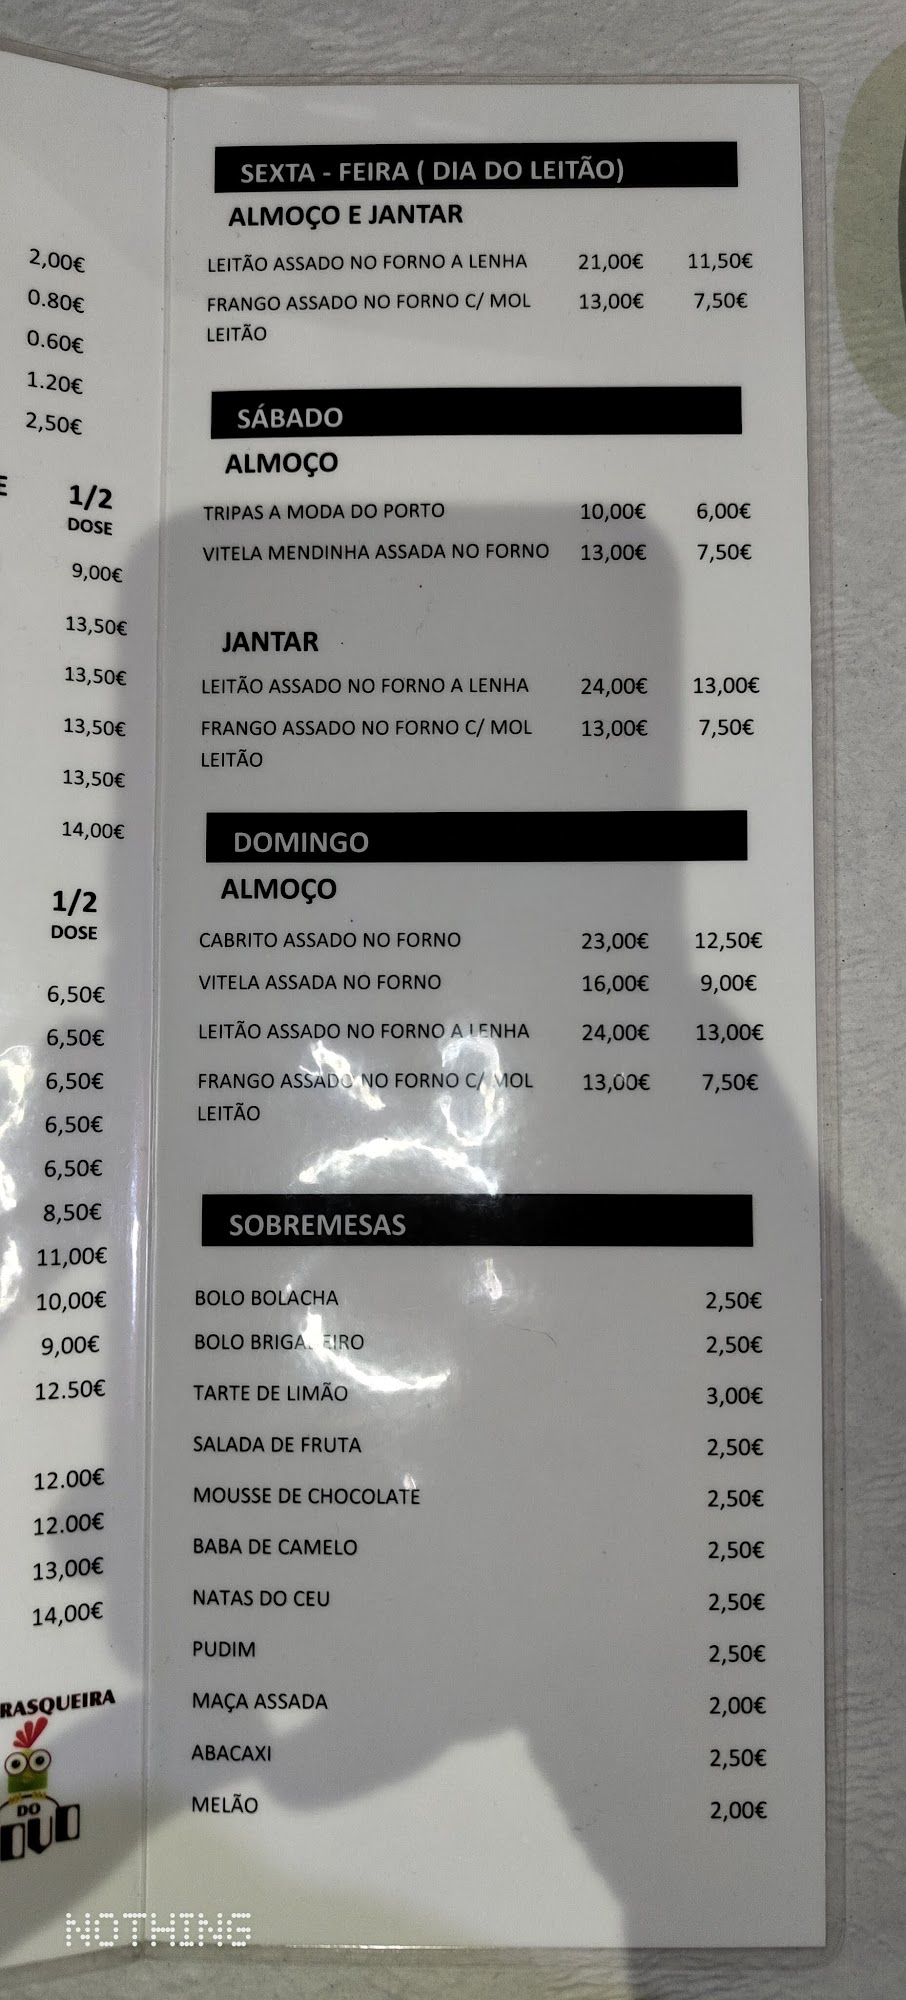 2,00€
0.80€
0.60€
1.20€
2,50€
1/2
DOSE
9,00€
13,50€
13,50€
13,50€
13,50€
14,00€
1/2
DOSE
6,50€
6,50€
6,50€
6,50€
6,50€
8,50€
11,00€
10,00€
9,00€
12.50€
12.00€
12.00€
13,00€
14,00€
RASQUEIRA
DO
SEXTA - FEIRA ( DIA DO LEITÃO)
ALMOÇO E JANTAR
LEITÃO ASSADO NO FORNO A LENHA 21,00€ 11,50€
FRANGO ASSADO NO FORNO C/ MOL 13,00€ 7,50€
LEITÃO
SÁBADO
ALMOÇO
TRIPAS A MODA DO PORTO 10,00€ 6,00€
VITELA MENDINHA ASSADA NO FORNO 13,00€ 7,50€
JANTAR
LEITÃO ASSADO NO FORNO A LENHA 24,00€ 13,00€
FRANGO ASSADO NO FORNO C/ MOL 13,00€ 7,50€
LEITÃO
DOMINGO
ALMOÇO
CABRITO ASSADO NO FORNO 23,00€ 12,50€
VITELA ASSADA NO FORNO 16,00€ 9,00€
LEITÃO ASSADO NO FORNO A LENHA 24,00€ 13,00€
FRANGO ASSADO NO FORNO C/ MOL 13,00€ 7,50€
LEITÃO
SOBREMESAS
BOLO BOLACHA 2,50€
BOLO BRIGADEIRO 2,50€
TARTE DE LIMÃO 3,00€
SALADA DE FRUTA 2,50€
MOUSSE DE CHOCOLATE 2,50€
BABA DE CAMELO 2,50€
NATAS DO CEU 2,50€
PUDIM 2,50€
MAÇA ASSADA 2,00€
ABACAXI 2,50€
MELÃO 2,00€
NOTHING